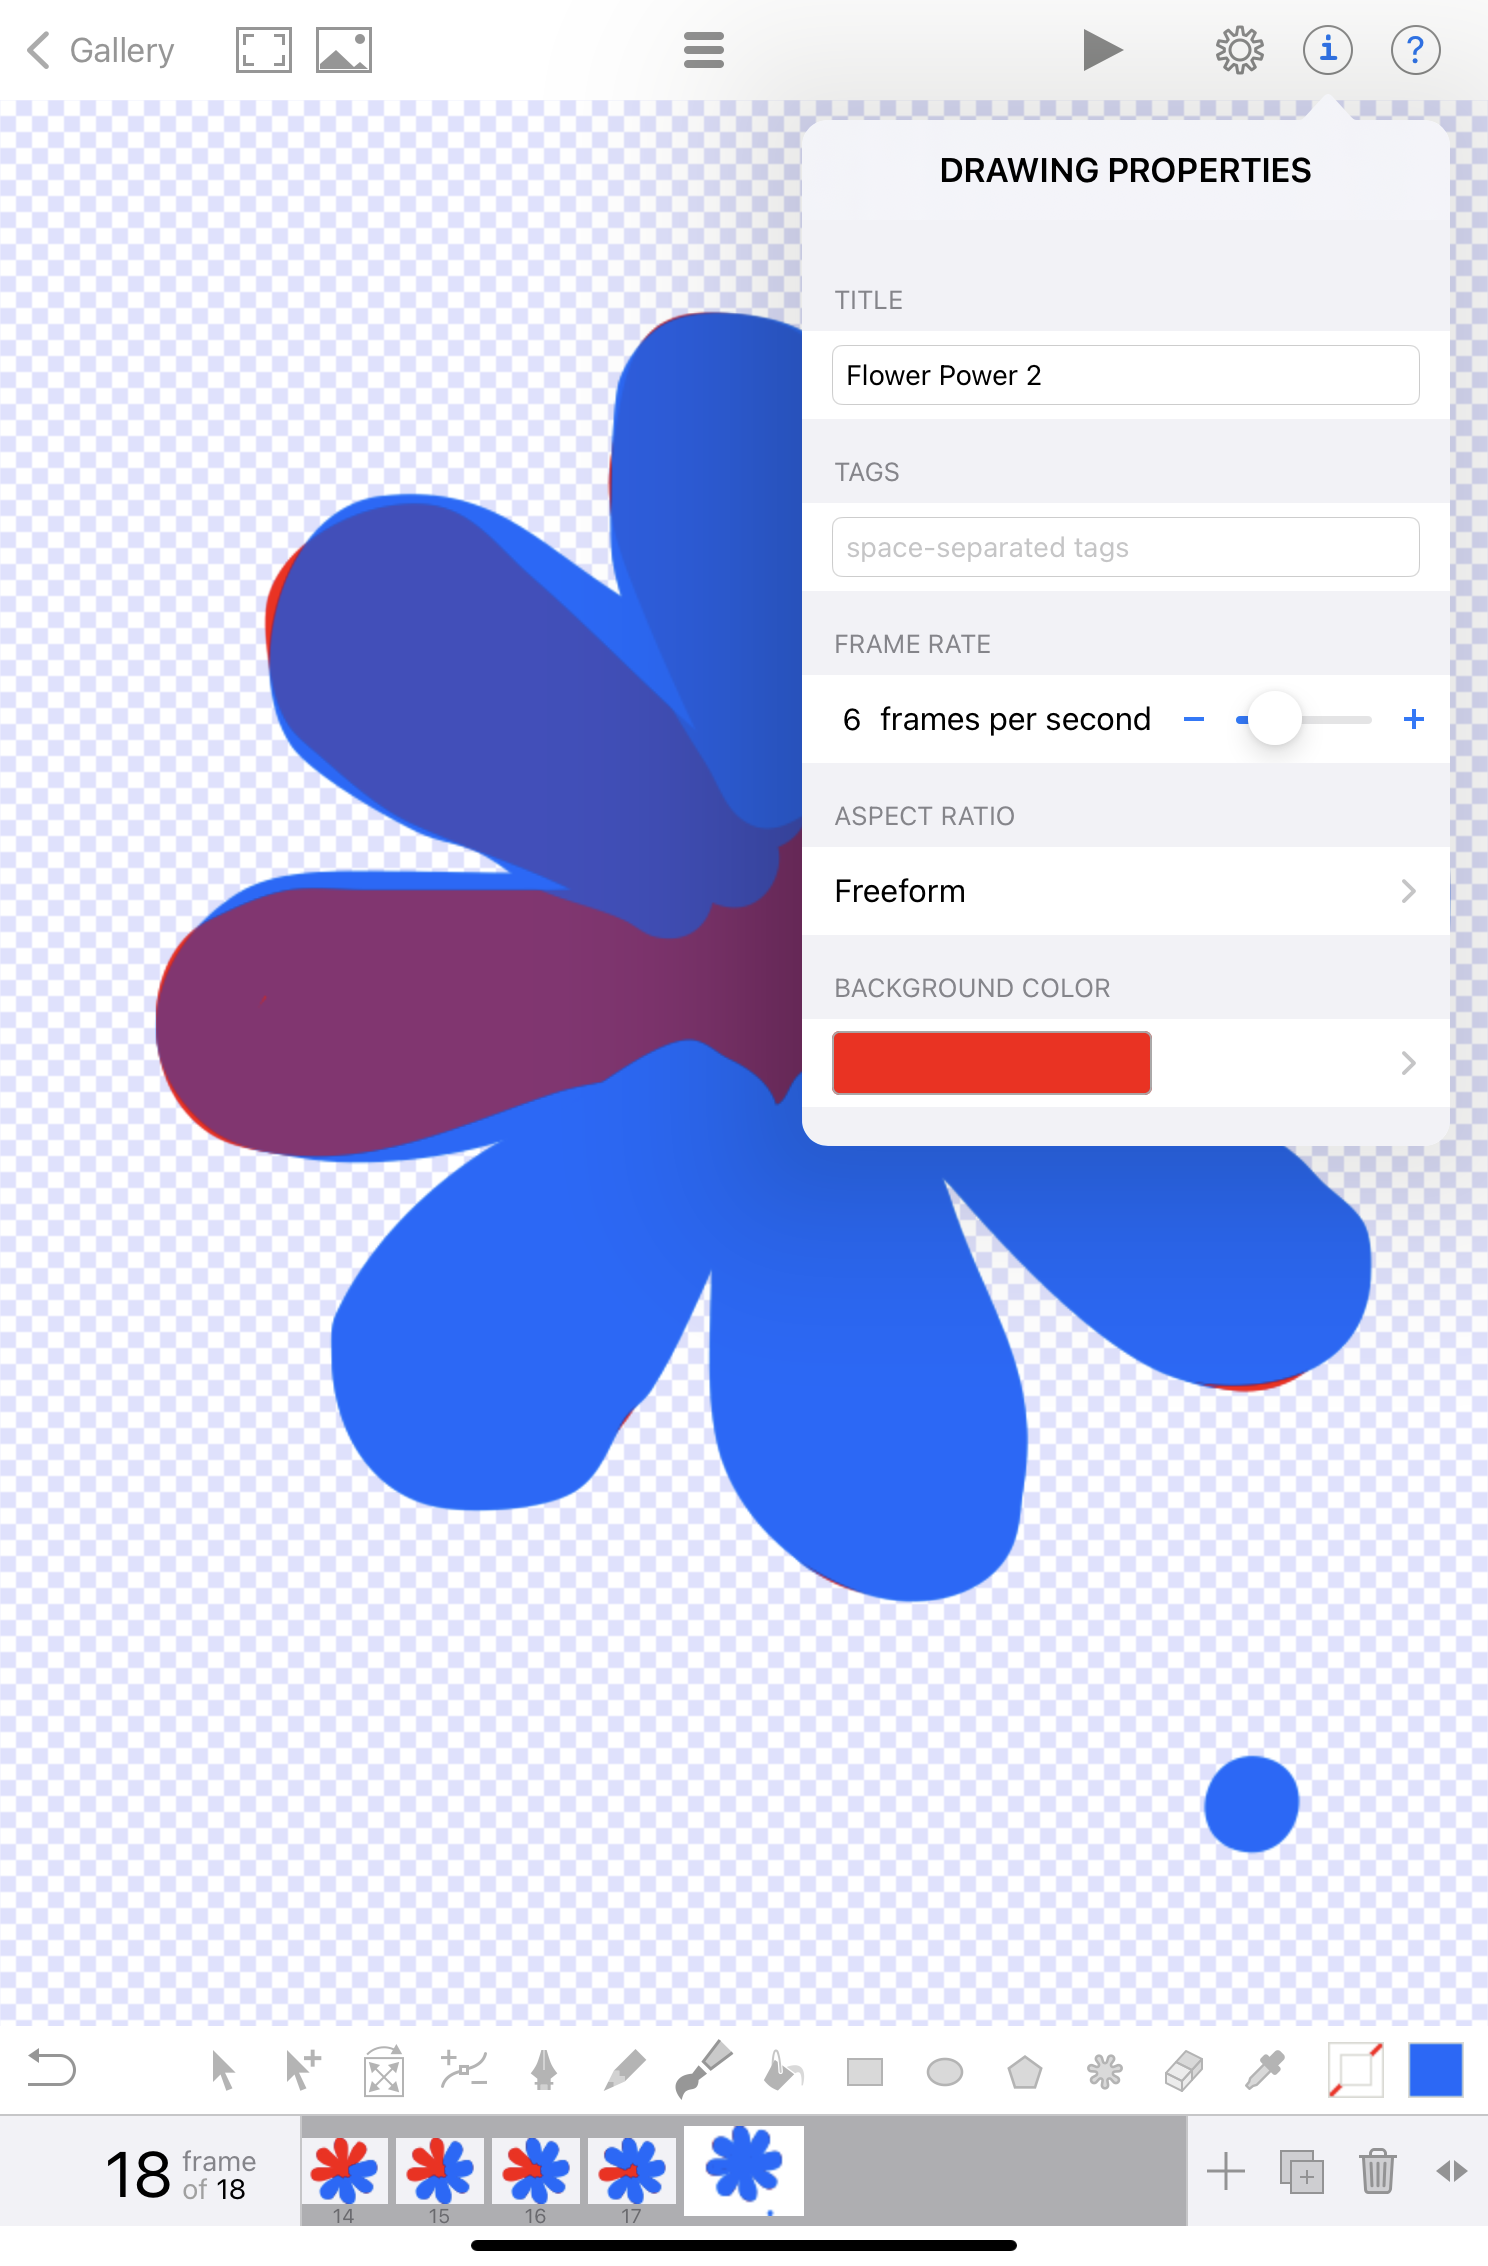 Gallery
DRAWING PROPERTIES
TITLE
Flower Power 2
TAGS
space-separated tags
FRAME RATE
6 frames per second
ASPECT RATIO
Freeform
BACKGROUND COLOR
18 frame
of 18
14 15 16 17